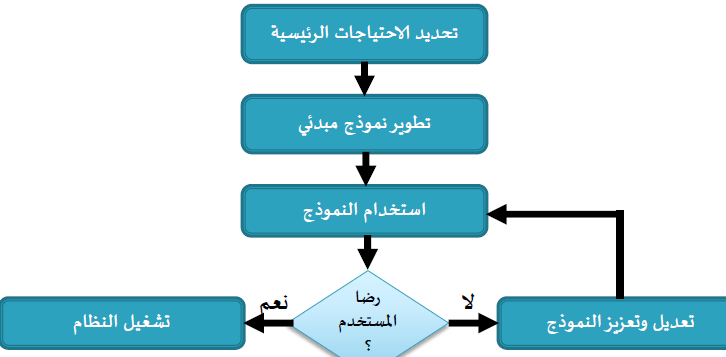 تحديد الاحتياجات الرئيسية
تطوير نموذج مبدئي
استخدام النموذج
رضا
المستخدم
؟
نعم
لا
تشغيل النظام
تعديل وتعزيز النموذج